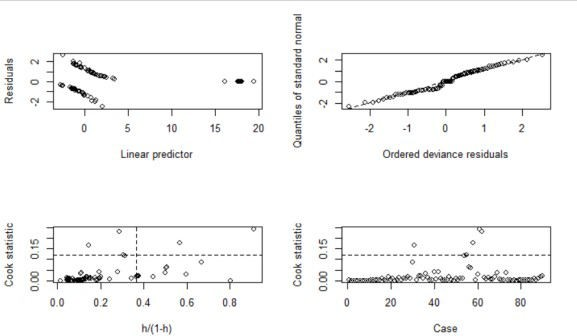 Residuals
2
0
-2
0 5 10 15 20
Linear predictor
Quantiles of standard normal
2
0
-2
-2 -1 0 1 2
Ordered deviance residuals
Cook statistic
0.15
0.00
0.0 0.2 0.4 0.6 0.8
h/(1-h)
Cook statistic
0.15
0.00
0 20 40 60 80
Case